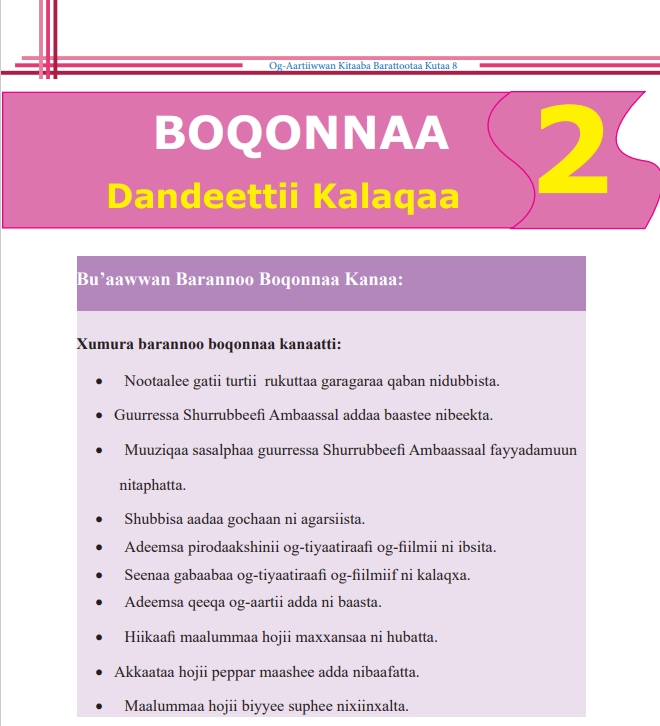 Og-Aartiiwwan Kitaaba Barattootaa Kutaa 8
BOQONNAA
2
Dandeettii Kalaqaa
Bu’aawwan Barannoo Boqonnaa Kanaa:
Xumura barannoo boqonnaa kanaatti:
• Nootaalee gatii turtii rukuttaa garagaraa qaban nidubbista.
• Guurressa Shurrubbeefi Ambaassal addaa baastee nibeekta.
• Muuziqaa sasalphaa guurressa Shurrubbeefi Ambaassaal fayyadamuun
nitaphatta.
• Shubbisa aadaa gochaan ni agarsiista.
• Adeemsa pirodaakshinii og-tiyaatiraafi og-fiilmii ni ibsita.
• Seenaa gabaabaa og-tiyaatiraafi og-fiilmiif ni kalaqxa.
• Adeemsa qeeqa og-aartii adda ni baasta.
• Hiikaafi maalummaa hojii maxxansaa ni hubatta.
• Akkaataa hojii peppar maashee adda nibaafatta.
• Maalummaa hojii biyyee suphee nixiinxalta.